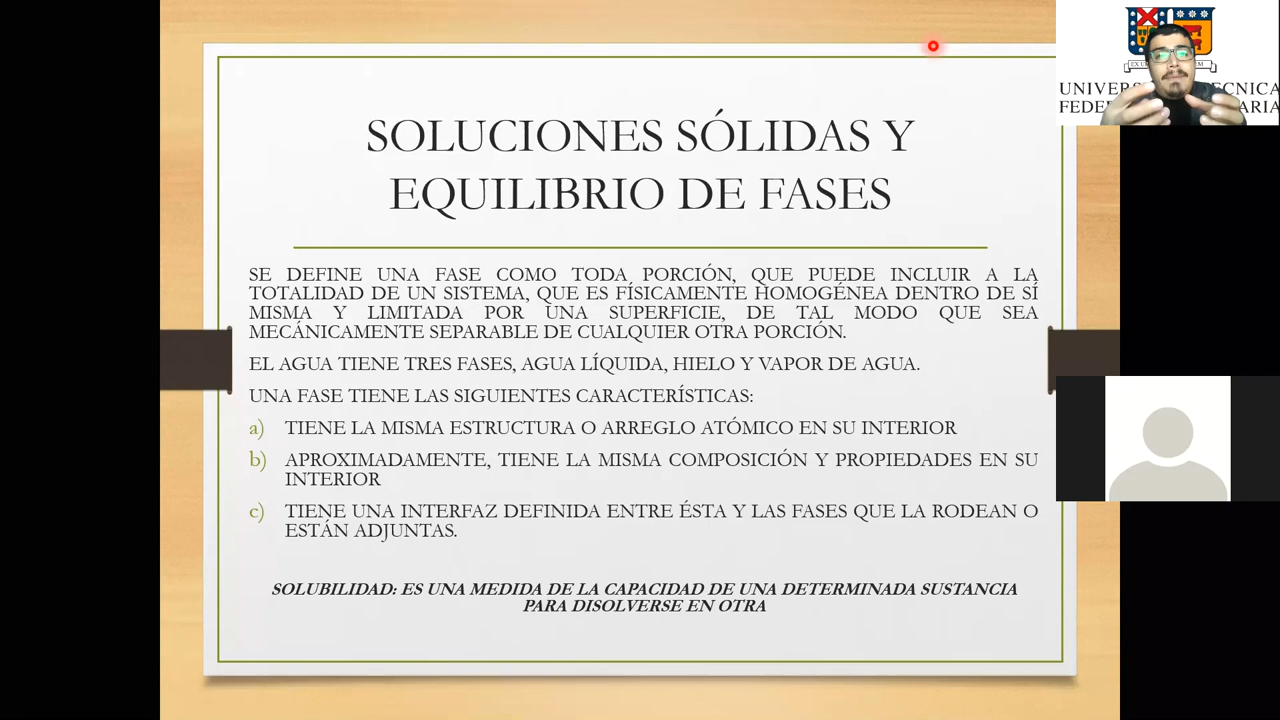 SOLUCIONES SÓLIDAS Y
EQUILIBRIO DE FASES
SE DEFINE UNA FASE COMO TODA PORCIÓN, QUE PUEDE INCLUIR A LA
TOTALIDAD DE UN SISTEMA, QUE ES FÍSICAMENTE HOMOGÉNEA DENTRO DE SÍ
MISMA Y LIMITADA POR UNA SUPERFICIE, DE TAL MODO QUE SEA
MECÁNICAMENTE SEPARABLE DE CUALQUIER OTRA PORCIÓN.
EL AGUA TIENE TRES FASES, AGUA LÍQUIDA, HIELO Y VAPOR DE AGUA.
UNA FASE TIENE LAS SIGUIENTES CARACTERÍSTICAS:
a) TIENE LA MISMA ESTRUCTURA O ARREGLO ATÓMICO EN SU INTERIOR
b) APROXIMADAMENTE, TIENE LA MISMA COMPOSICIÓN Y PROPIEDADES EN SU
INTERIOR
c) TIENE UNA INTERFAZ DEFINIDA ENTRE ÉSTA Y LAS FASES QUE LA RODEAN O
ESTÁN ADJUNTAS.
SOLUBILIDAD: ES UNA MEDIDA DE LA CAPACIDAD DE UNA DETERMINADA SUSTANCIA
PARA DISOLVERSE EN OTRA